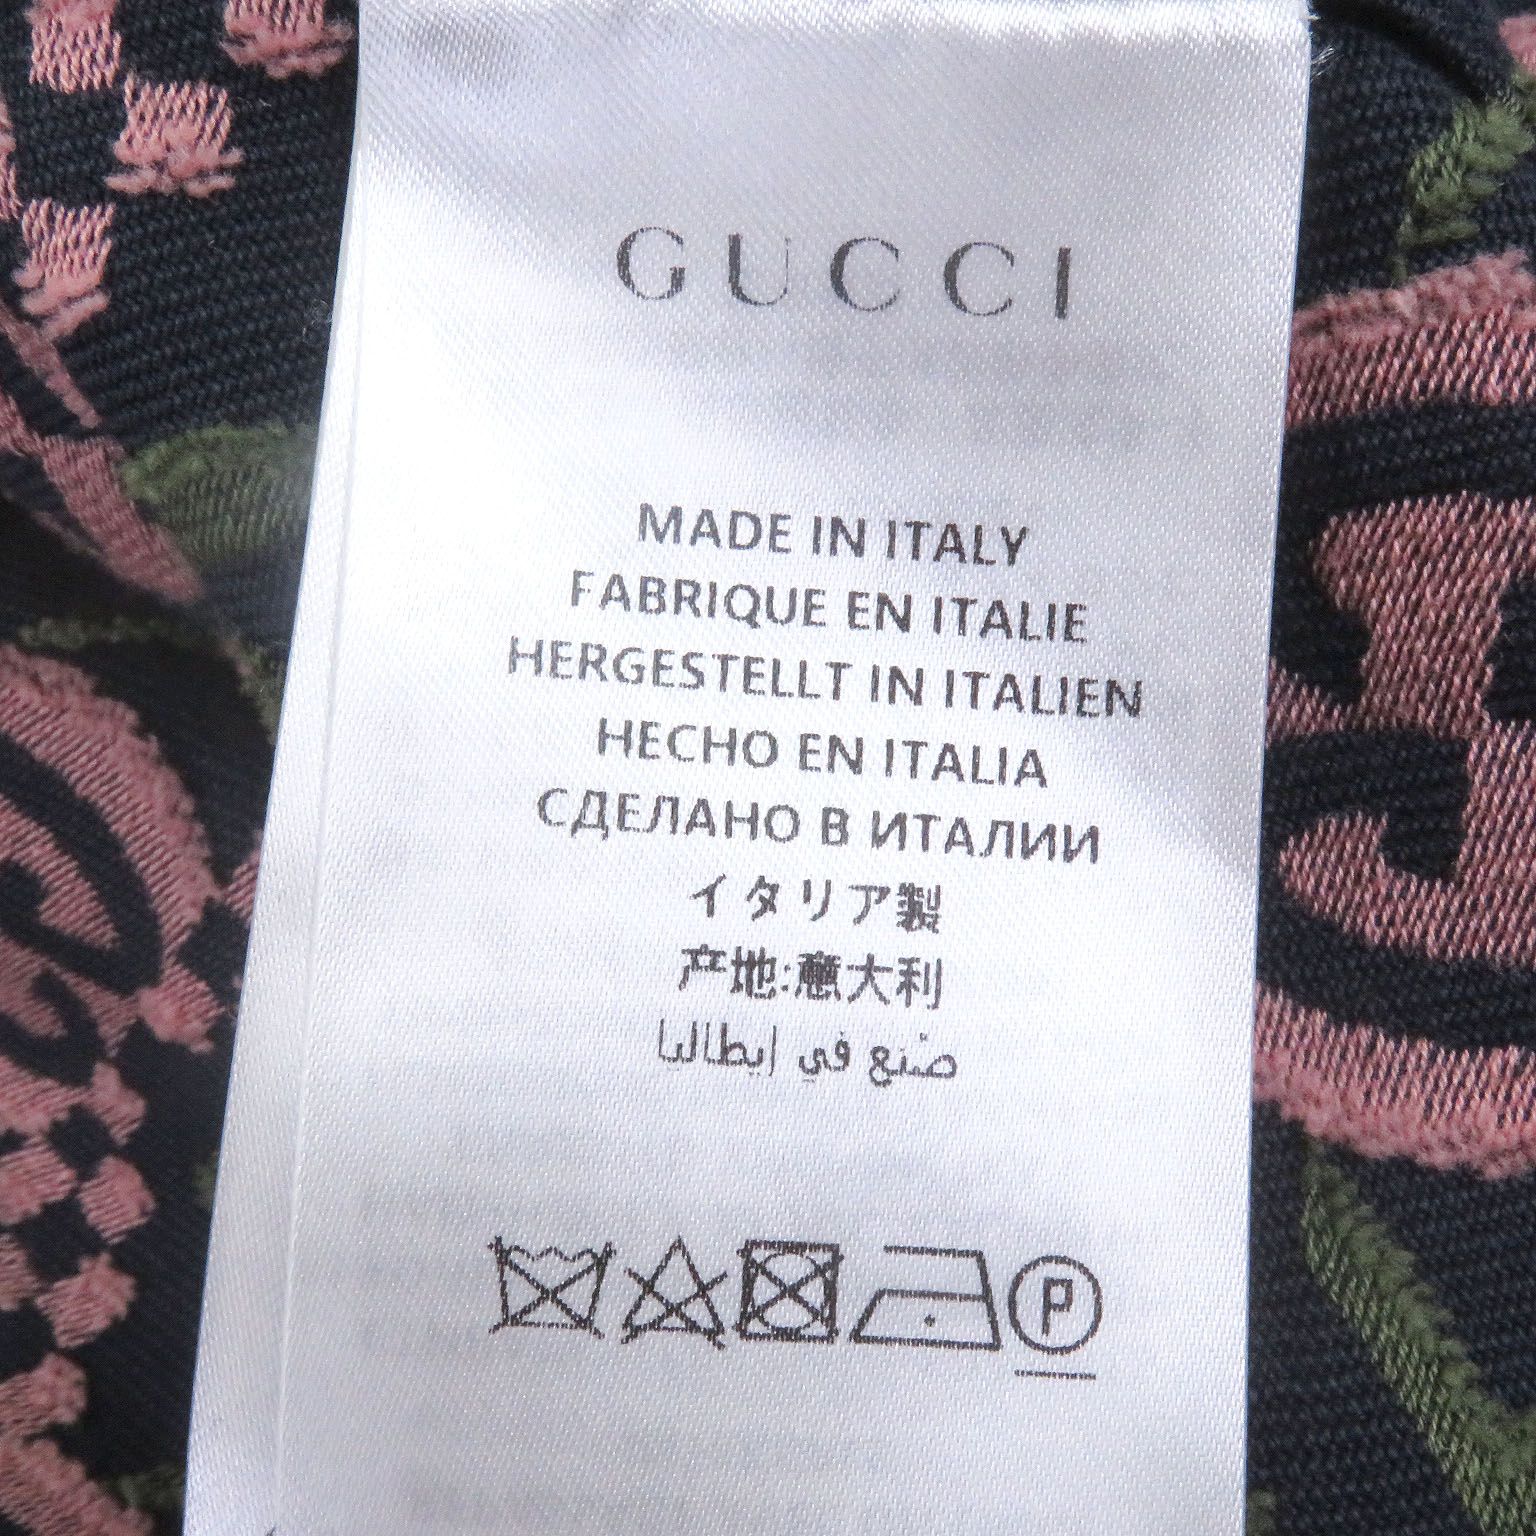 GUCCI
MADE IN ITALY
FABRIQUE EN ITALIE
HERGESTELLT IN ITALIEN
HECHO EN ITALIA
СДЕЛАНО В ИТАЛИИ
イタリア製
产地:意大利
صنع في إيطاليا
P